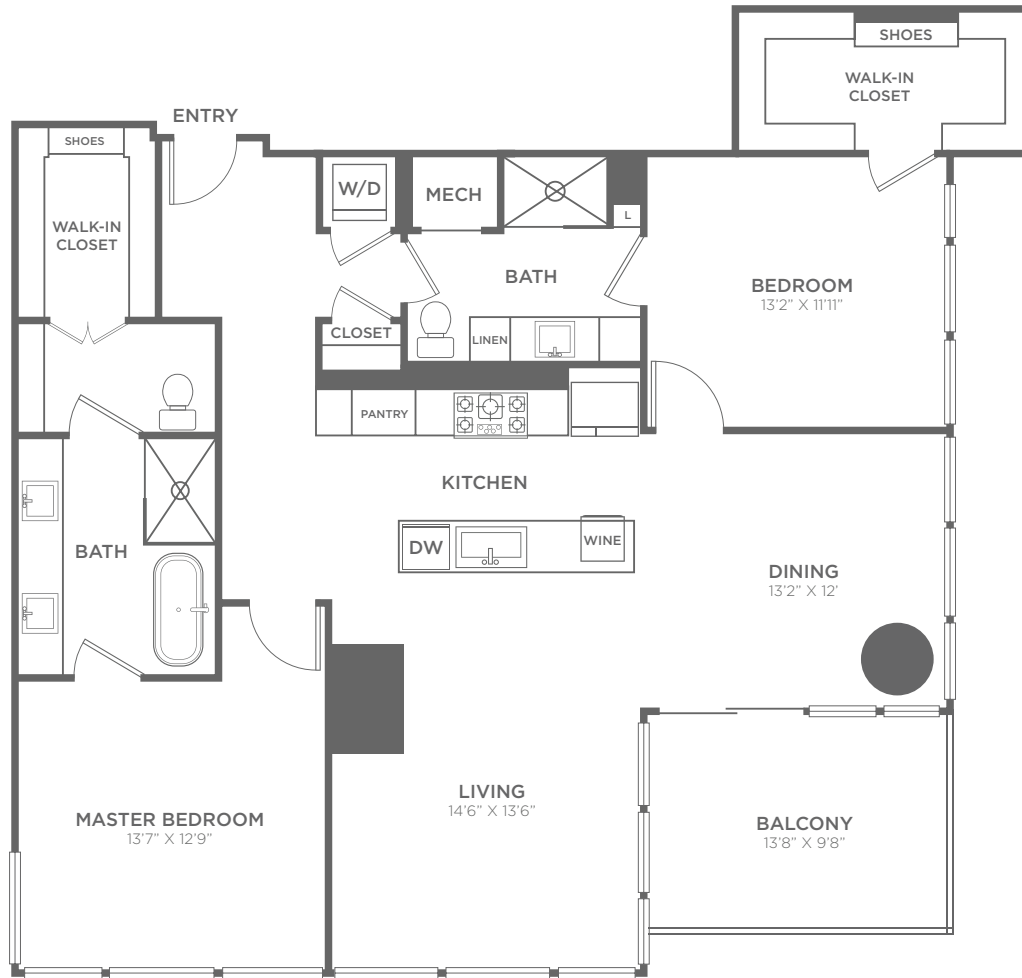 SHOES
WALK-IN
CLOSET
ENTRY
SHOES
WALK-IN
CLOSET
W/D
MECH
L
BATH
BEDROOM
13'2" X 11'11"
CLOSET
LINEN
PANTRY
KITCHEN
DW
WINE
BATH
DINING
13'2" X 12'
LIVING
14'6" X 13'6"
MASTER BEDROOM
13'7" X 12'9"
BALCONY
13'8" X 9'8"